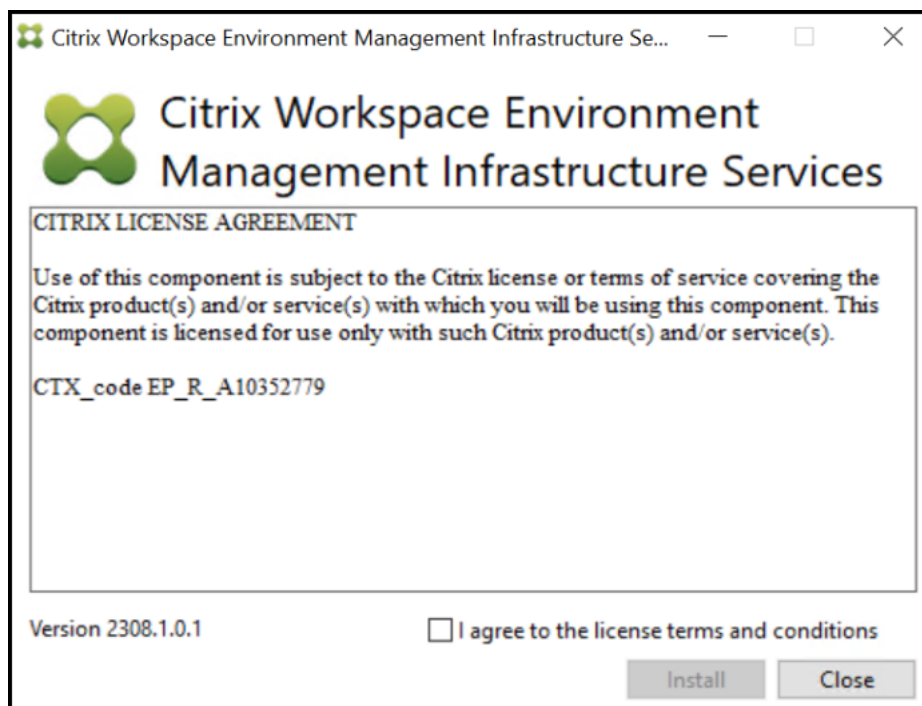 Citrix Workspace Environment Management Infrastructure Se...
Citrix Workspace Environment
Management Infrastructure Services
CITRIX LICENSE AGREEMENT
Use of this component is subject to the Citrix license or terms of service covering the
Citrix product(s) and/or service(s) with which you will be using this component. This
component is licensed for use only with such Citrix product(s) and/or service(s).
CTX_code EP_R_A10352779
Version 2308.1.0.1
I agree to the license terms and conditions
Install
Close